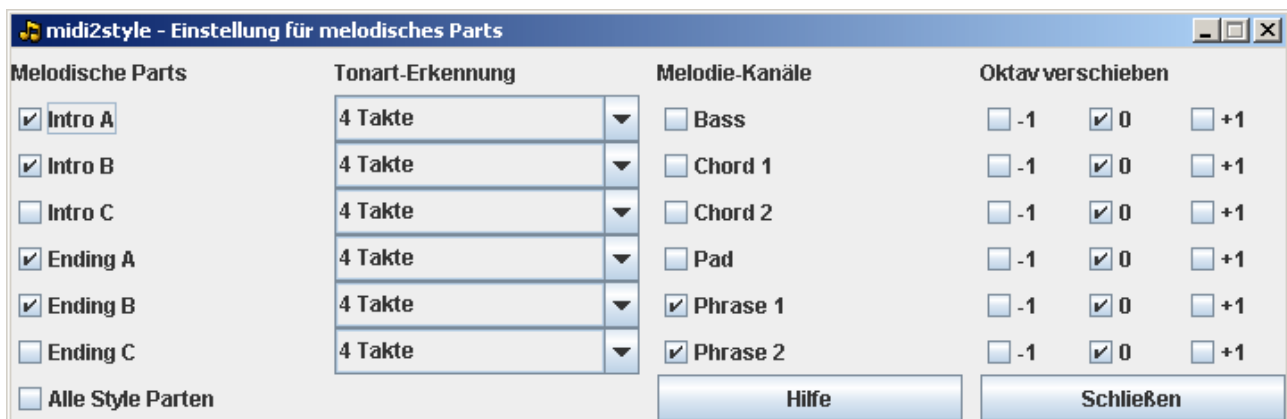 midi2style - Einstellung für melodisches Parts
Melodische Parts Tonart-Erkennung Melodie-Kanäle Oktav verschieben
Intro A 4 Takte Bass -1 0 +1
Intro B 4 Takte Chord 1 -1 0 +1
Intro C 4 Takte Chord 2 -1 0 +1
Ending A 4 Takte Pad -1 0 +1
Ending B 4 Takte Phrase 1 -1 0 +1
Ending C 4 Takte Phrase 2 -1 0 +1
Alle Style Parten Hilfe Schließen